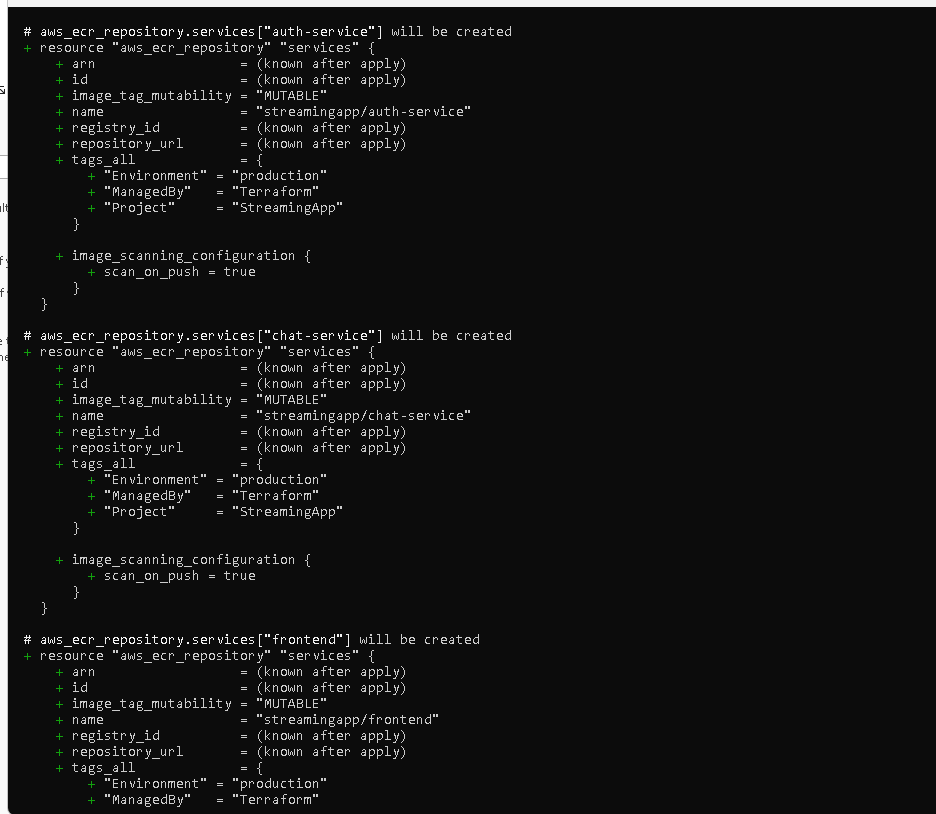 # aws_ecr_repository.services["auth-service"] will be created
+ resource "aws_ecr_repository" "services" {
    + arn                  = (known after apply)
    + id                   = (known after apply)
    + image_tag_mutability = "MUTABLE"
    + name                 = "streamingapp/auth-service"
    + registry_id          = (known after apply)
    + repository_url       = (known after apply)
    + tags_all             = {
        + "Environment" = "production"
        + "ManagedBy"   = "Terraform"
        + "Project"     = "StreamingApp"
      }

    + image_scanning_configuration {
        + scan_on_push = true
      }
  }

# aws_ecr_repository.services["chat-service"] will be created
+ resource "aws_ecr_repository" "services" {
    + arn                  = (known after apply)
    + id                   = (known after apply)
    + image_tag_mutability = "MUTABLE"
    + name                 = "streamingapp/chat-service"
    + registry_id          = (known after apply)
    + repository_url       = (known after apply)
    + tags_all             = {
        + "Environment" = "production"
        + "ManagedBy"   = "Terraform"
        + "Project"     = "StreamingApp"
      }

    + image_scanning_configuration {
        + scan_on_push = true
      }
  }

# aws_ecr_repository.services["frontend"] will be created
+ resource "aws_ecr_repository" "services" {
    + arn                  = (known after apply)
    + id                   = (known after apply)
    + image_tag_mutability = "MUTABLE"
    + name                 = "streamingapp/frontend"
    + registry_id          = (known after apply)
    + repository_url       = (known after apply)
    + tags_all             = {
        + "Environment" = "production"
        + "ManagedBy"   = "Terraform"